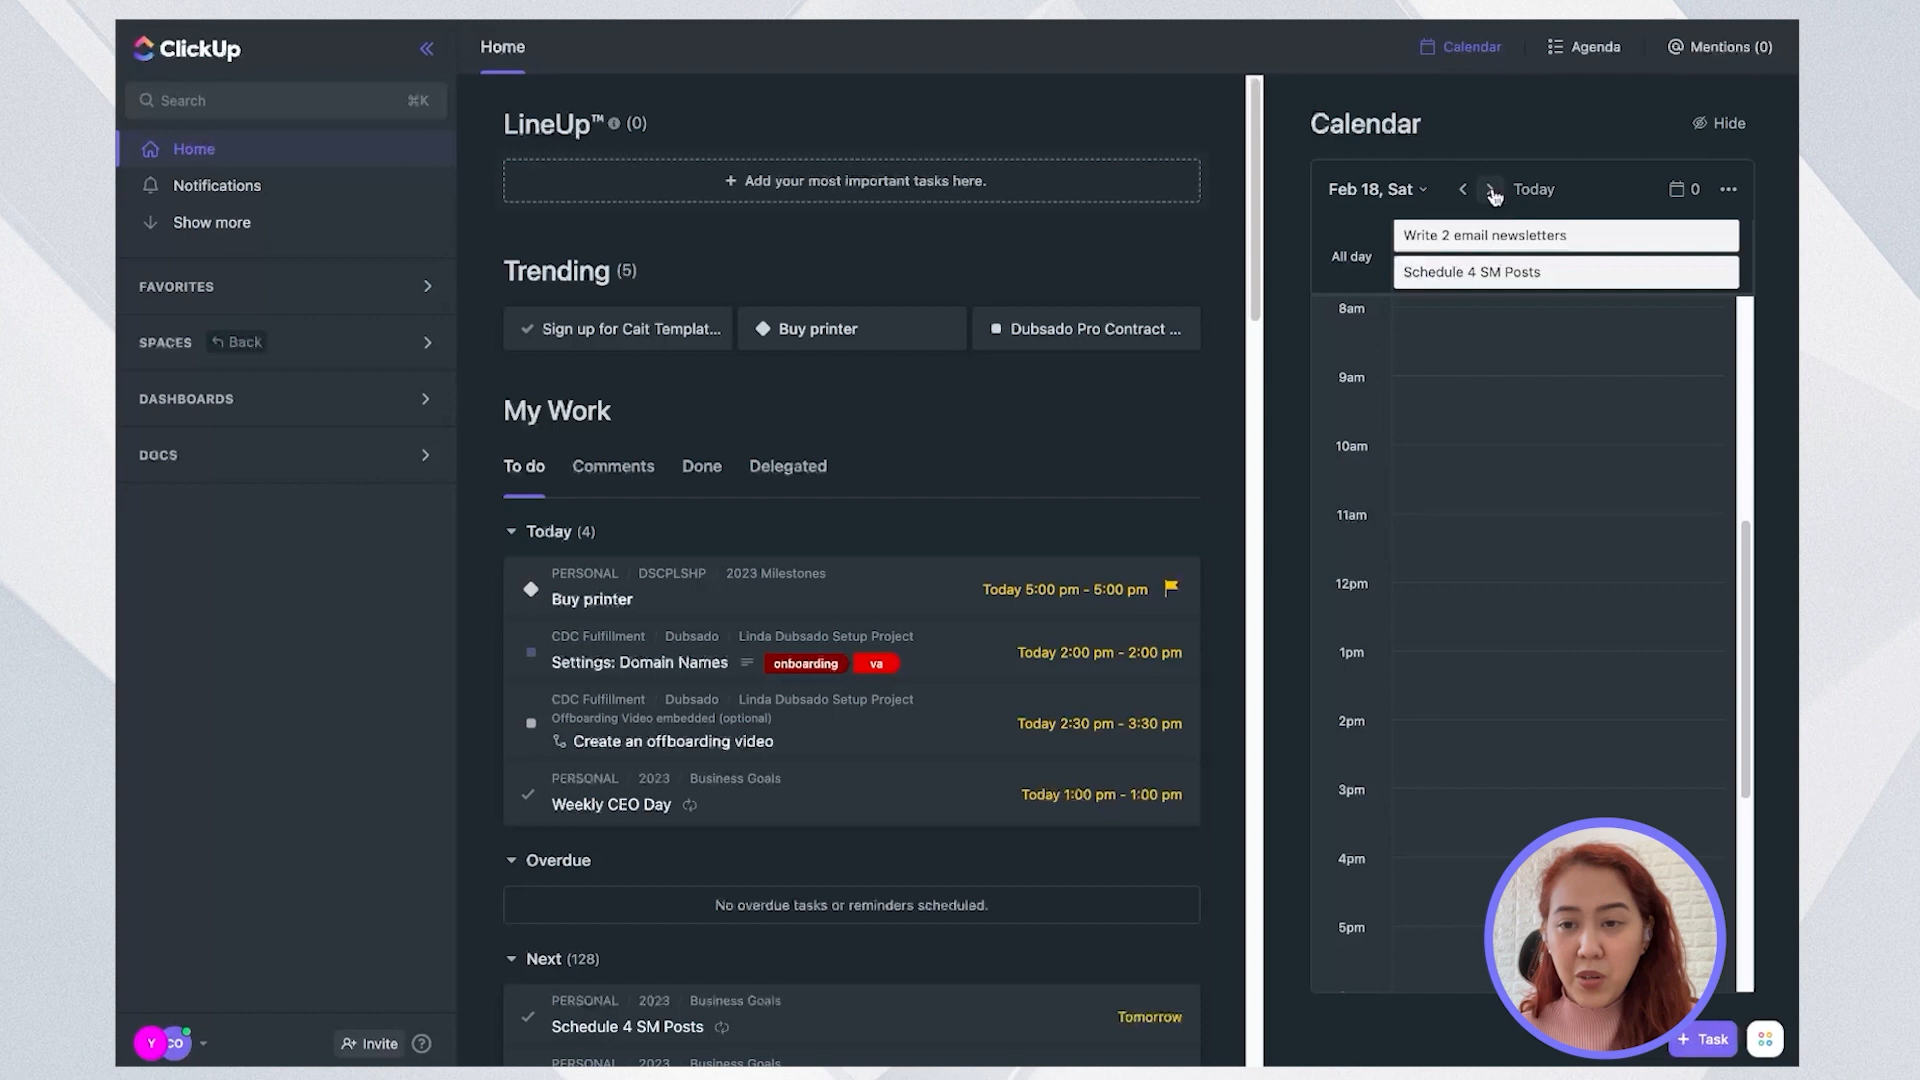 ClickUp
Search ⌘K
Home
Notifications
Show more
FAVORITES
SPACES Back
DASHBOARDS
DOCS
Y CO
Invite
Home
Calendar
Agenda
Mentions (0)
LineUp™ (0)
+ Add your most important tasks here.
Trending (5)
Sign up for Cait Templat...
Buy printer
Dubsado Pro Contract ...
My Work
To do Comments Done Delegated
Today (4)
PERSONAL DSCPLSHP 2023 Milestones
Buy printer
Today 5:00 pm - 5:00 pm
CDC Fulfillment Dubsado Linda Dubsado Setup Project
Settings: Domain Names onboarding va
Today 2:00 pm - 2:00 pm
CDC Fulfillment Dubsado Linda Dubsado Setup Project
Offboarding Video embedded (optional)
Create an offboarding video
Today 2:30 pm - 3:30 pm
PERSONAL 2023 Business Goals
Weekly CEO Day
Today 1:00 pm - 1:00 pm
Overdue
No overdue tasks or reminders scheduled.
Next (128)
PERSONAL 2023 Business Goals
Schedule 4 SM Posts
Tomorrow
PERSONAL 2023 Business Goals
Calendar
Hide
Feb 18, Sat
Today
0
All day
Write 2 email newsletters
Schedule 4 SM Posts
8am
9am
10am
11am
12pm
1pm
2pm
3pm
4pm
5pm
+ Task